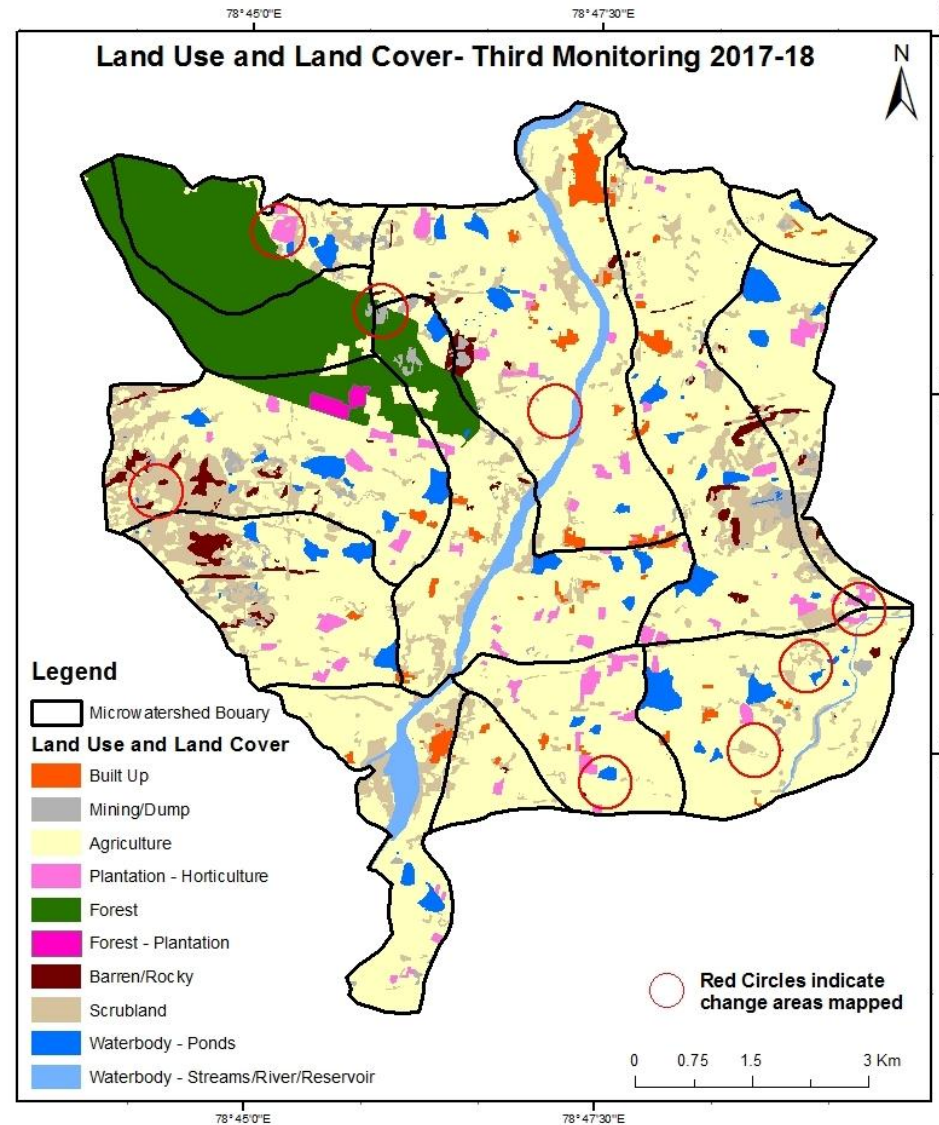 78°45'0"E 78°47'30"E
Land Use and Land Cover- Third Monitoring 2017-18
N
Legend
Microwatershed Bouary
Land Use and Land Cover
Built Up
Mining/Dump
Agriculture
Plantation - Horticulture
Forest
Forest - Plantation
Barren/Rocky
Scrubland
Waterbody - Ponds
Waterbody - Streams/River/Reservoir
Red Circles indicate
change areas mapped
0 0.75 1.5 3 Km
78°45'0"E 78°47'30"E